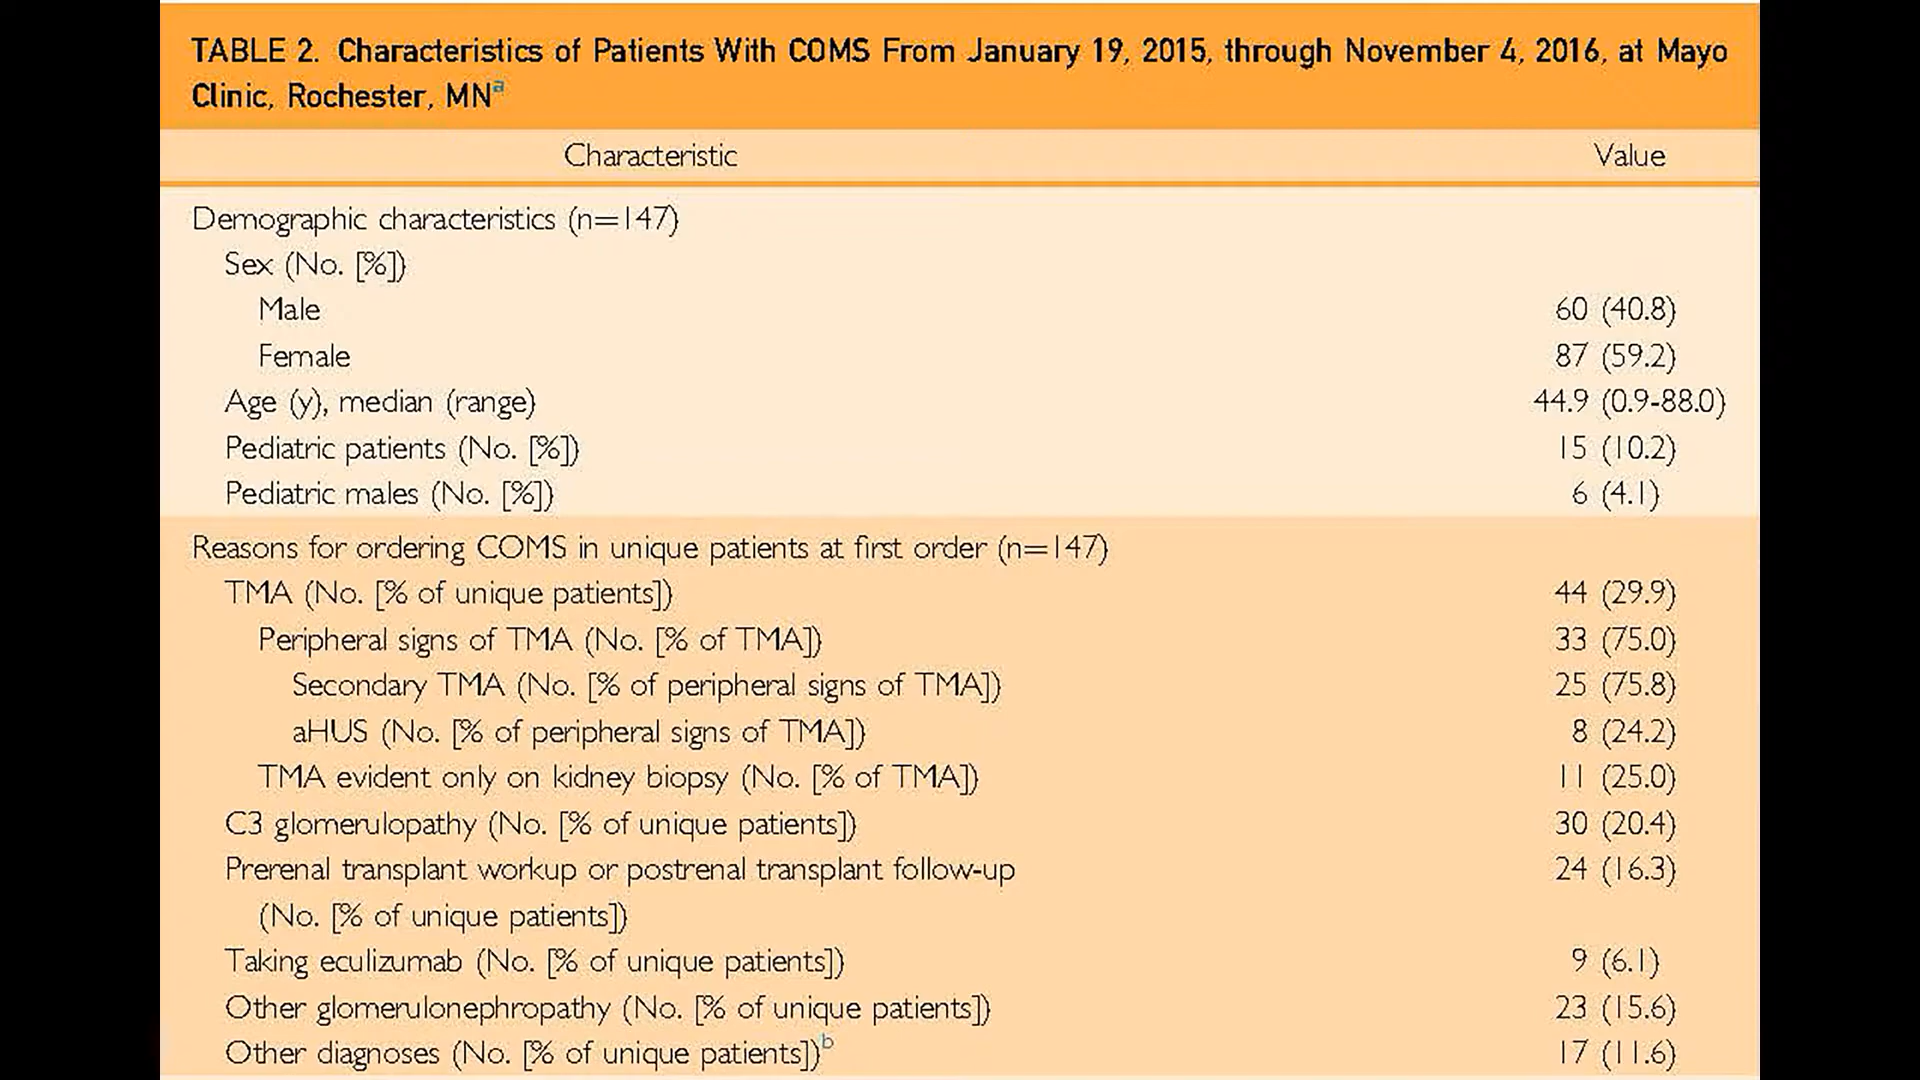 TABLE 2. Characteristics of Patients With COMS From January 19, 2015, through November 4, 2016, at Mayo
Clinic, Rochester, MNa
Characteristic Value
Demographic characteristics (n=147)
Sex (No. [%])
Male 60 (40.8)
Female 87 (59.2)
Age (y), median (range) 44.9 (0.9-88.0)
Pediatric patients (No. [%]) 15 (10.2)
Pediatric males (No. [%]) 6 (4.1)
Reasons for ordering COMS in unique patients at first order (n=147)
TMA (No. [% of unique patients]) 44 (29.9)
Peripheral signs of TMA (No. [% of TMA]) 33 (75.0)
Secondary TMA (No. [% of peripheral signs of TMA]) 25 (75.8)
aHUS (No. [% of peripheral signs of TMA]) 8 (24.2)
TMA evident only on kidney biopsy (No. [% of TMA]) 11 (25.0)
C3 glomerulopathy (No. [% of unique patients]) 30 (20.4)
Prerenal transplant workup or postrenal transplant follow-up 24 (16.3)
(No. [% of unique patients])
Taking eculizumab (No. [% of unique patients]) 9 (6.1)
Other glomerulonephropathy (No. [% of unique patients]) 23 (15.6)
Other diagnoses (No. [% of unique patients])b 17 (11.6)